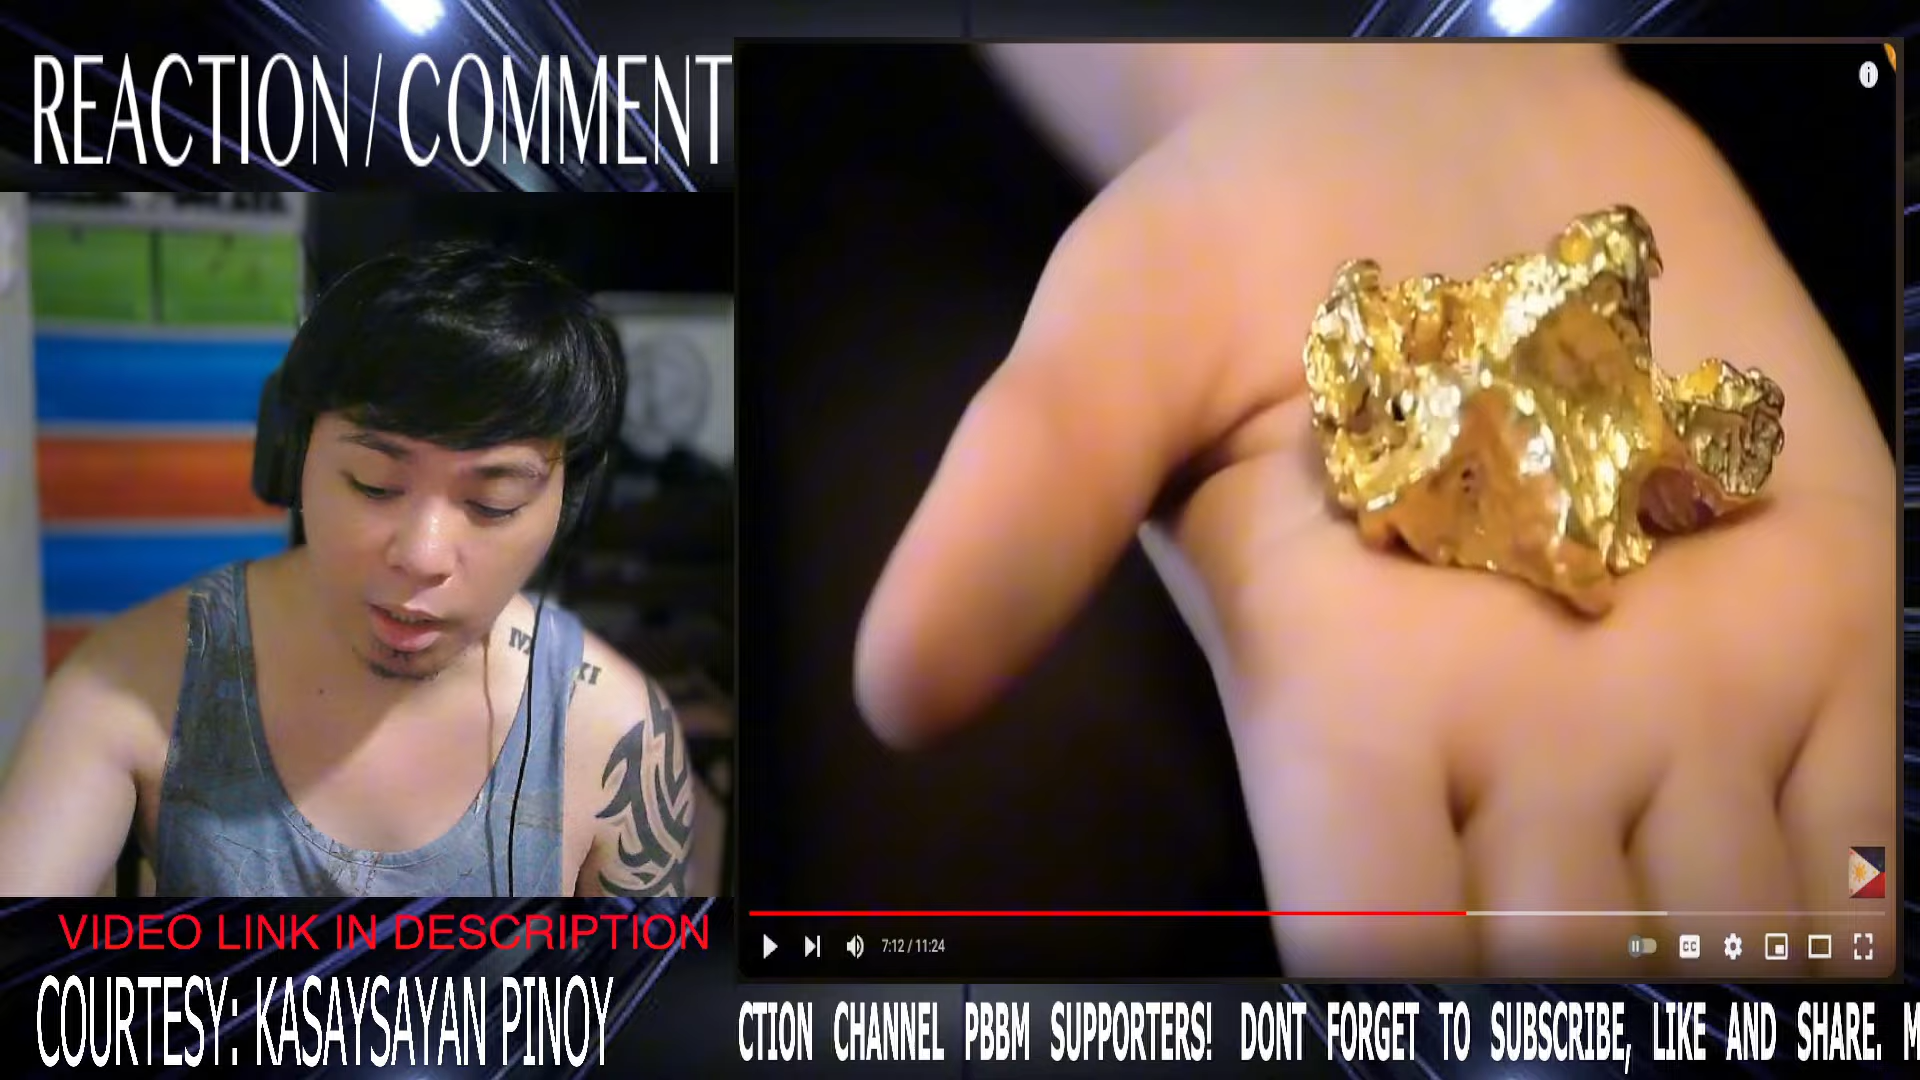 REACTION/COMMENT
VIDEO LINK IN DESCRIPTION
COURTESY: KASAYSAYAN PINOY
7:12 / 11:24
CC
CTION CHANNEL PBBM SUPPORTERS! DONT FORGET TO SUBSCRIBE, LIKE AND SHARE. M